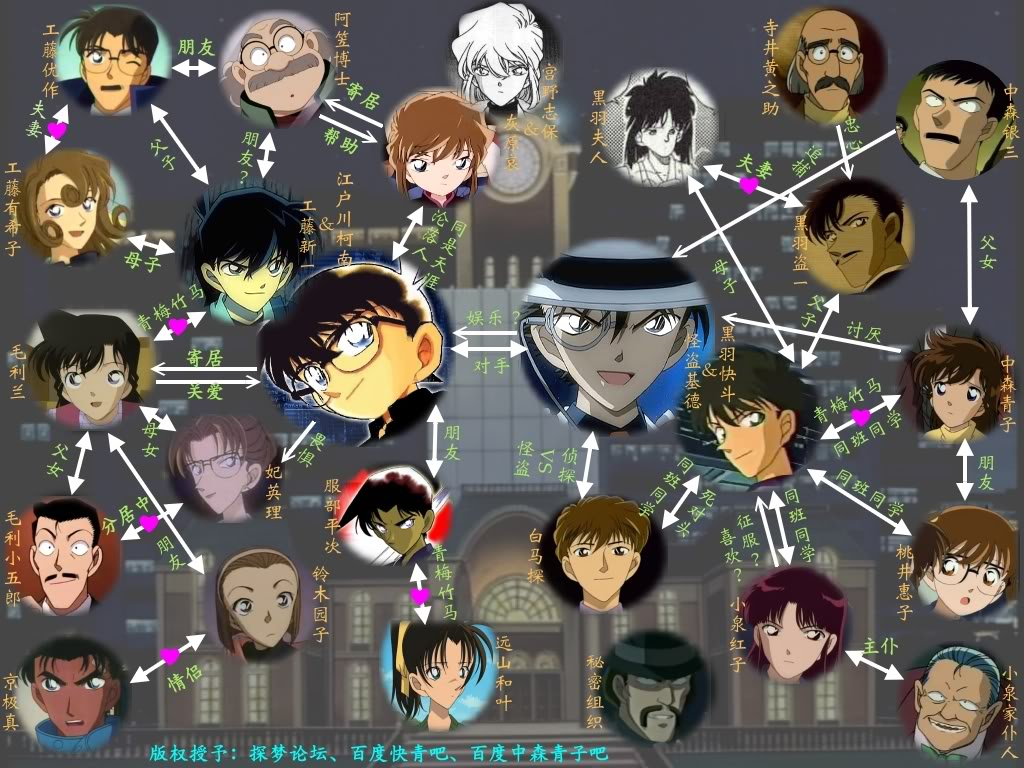 工藤优作
朋友
阿笠博士
寄居
帮助
宫野志保
&
灰原哀
黑羽夫人
寺井黄之助
中森银三
忠心
追捕
夫妻
父子
朋友?
夫妻
工藤有希子
母子
工藤新一
&
江户川柯南
同是天涯
沦落人
母子
父子
黑羽盗一
父女
青梅竹马
娱乐?
对手
怪盗基德
&
黑羽快斗
讨厌
毛利兰
寄居
关爱
中森青子
青梅竹马
同班同学
母女
父女
畏惧
妃英理
朋友
怪盗
VS
侦探
同班同学
死对头
同班同学
朋友
毛利小五郎
分居中
朋友
服部平次
白马探
征服?
喜欢?
同班同学
桃井惠子
铃木园子
青梅竹马
小泉红子
京极真
情侣
远山和叶
秘密组织
主仆
小泉家仆人
版权授予：探梦论坛、百度快青吧、百度中森青子吧